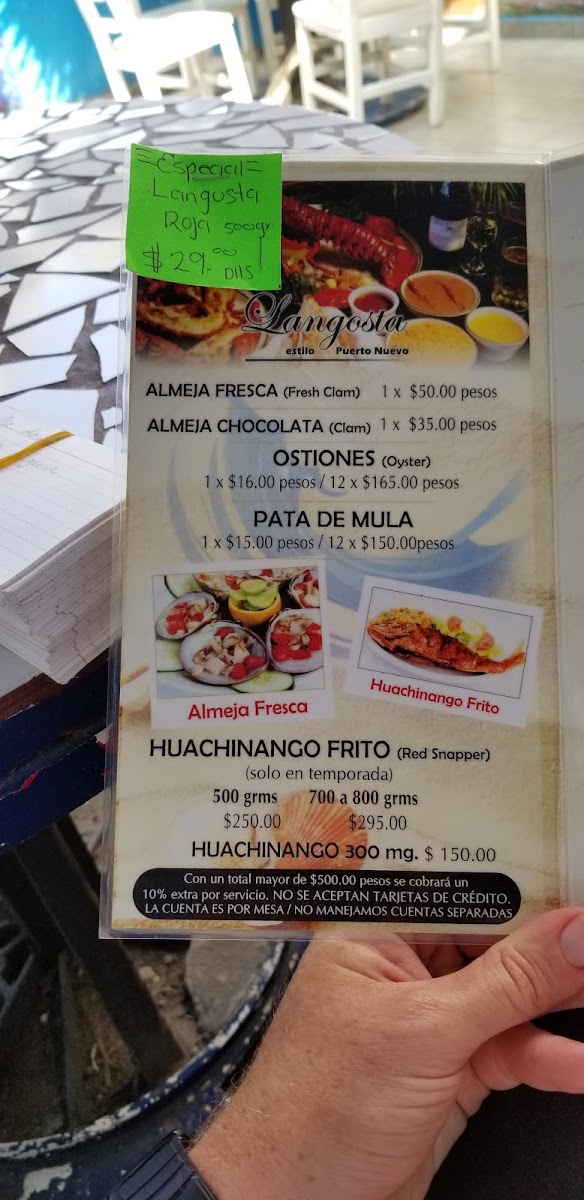 =Especial=
Langusta
Roja 500gr.
$29.00 Dlls
Langosta
estilo Puerto Nuevo
ALMEJA FRESCA (Fresh Clam) 1 x $50.00 pesos
ALMEJA CHOCOLATA (Clam) 1 x $35.00 pesos
OSTIONES (Oyster)
1 x $16.00 pesos / 12 x $165.00 pesos
PATA DE MULA
1 x $15.00 pesos / 12 x $150.00pesos
Almeja Fresca
Huachinango Frito
HUACHINANGO FRITO (Red Snapper)
(solo en temporada)
500 grms 700 a 800 grms
$250.00 $295.00
HUACHINANGO 300 mg. $ 150.00
Con un total mayor de $500.00 pesos se cobrará un
10% extra por servicio. NO SE ACEPTAN TARJETAS DE CRÉDITO.
LA CUENTA ES POR MESA / NO MANEJAMOS CUENTAS SEPARADAS